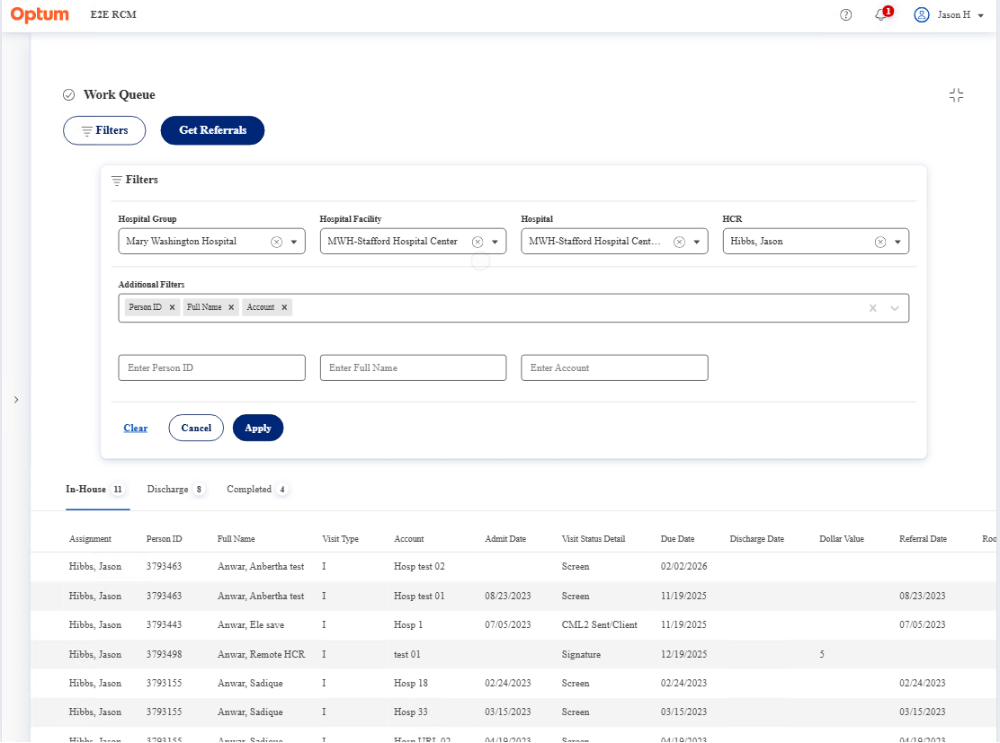 Optum E2E RCM 1 Jason H
Work Queue
Filters Get Referrals
Filters
Hospital Group Hospital Facility Hospital HCR
Mary Washington Hospital MWH-Stafford Hospital Center MWH-Stafford Hospital Cent... Hibbs, Jason
Additional Filters
Person ID Full Name Account
Enter Person ID Enter Full Name Enter Account
Clear Cancel Apply
In-House 11 Discharge 8 Completed 4
Assignment Person ID Full Name Visit Type Account Admit Date Visit Status Detail Due Date Discharge Date Dollar Value Referral Date Roo
Hibbs, Jason 3793463 Anwar, Anbertha test I Hosp test 02 Screen 02/02/2026
Hibbs, Jason 3793463 Anwar, Anbertha test I Hosp test 01 08/23/2023 Screen 11/19/2025 08/23/2023
Hibbs, Jason 3793443 Anwar, Ele save I Hosp 1 07/05/2023 CML2 Sent/Client 11/19/2025 07/05/2023
Hibbs, Jason 3793498 Anwar, Remote HCR I test 01 Signature 12/19/2025 5
Hibbs, Jason 3793155 Anwar, Sadique I Hosp 18 02/24/2023 Screen 02/24/2023 02/24/2023
Hibbs, Jason 3793155 Anwar, Sadique I Hosp 33 03/15/2023 Screen 03/15/2023 03/15/2023
Hibbs, Jason 3793155 Anwar, Sadique I Hosp URL 02 04/19/2023 Screen 04/19/2023 04/19/2023